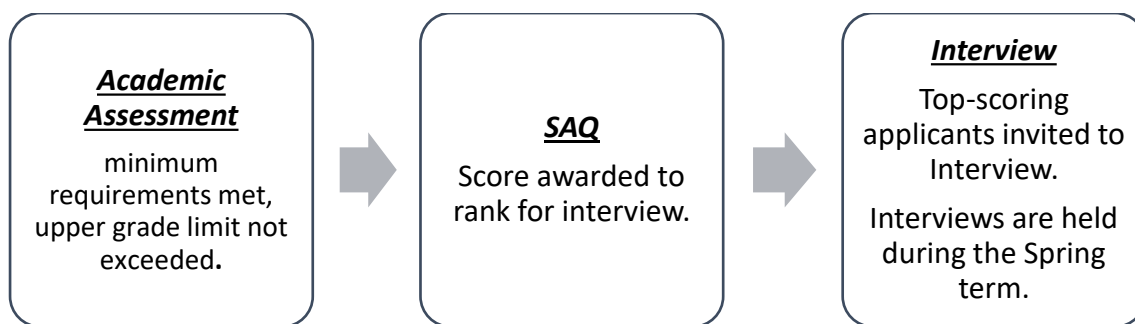 Academic
Assessment
minimum
requirements met,
upper grade limit not
exceeded.
SAQ
Score awarded to
rank for interview.
Interview
Top-scoring
applicants invited to
Interview.
Interviews are held
during the Spring
term.